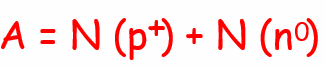 A = N (p⁺) + N (n⁰)